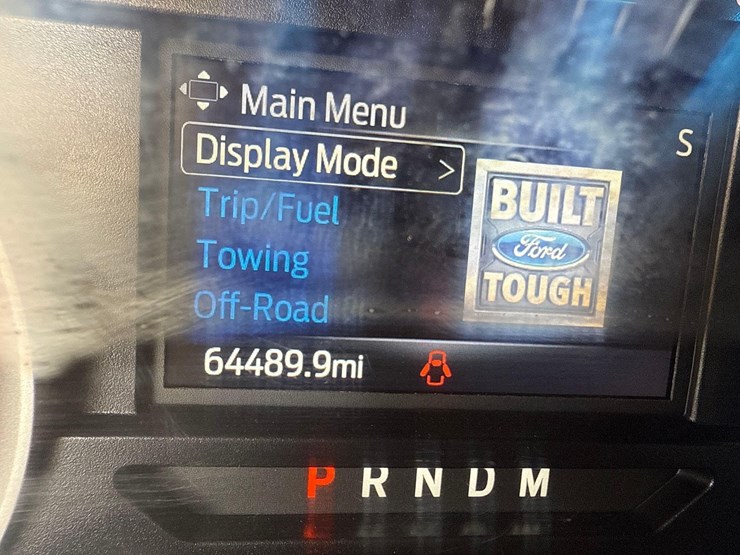 Main Menu
S
Display Mode >
Trip/Fuel
Towing
Off-Road
BUILT
Ford
TOUGH
64489.9mi
P R N D M